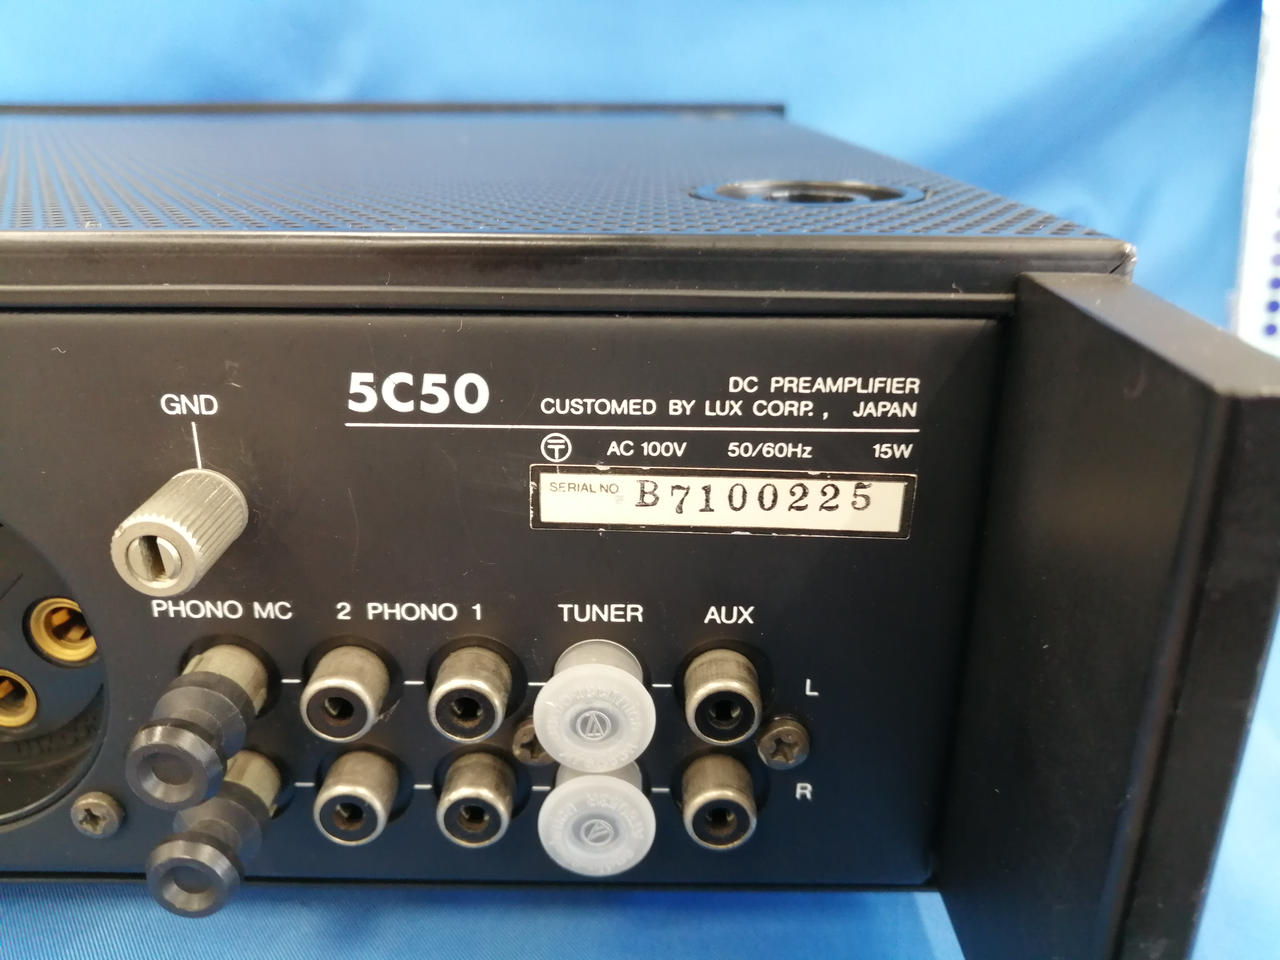 5C50
DC PREAMPLIFIER
CUSTOMED BY LUX CORP., JAPAN
GND
AC 100V 50/60Hz 15W
SERIAL NO. B7100225
PHONO MC 2 PHONO 1 TUNER AUX
L
R